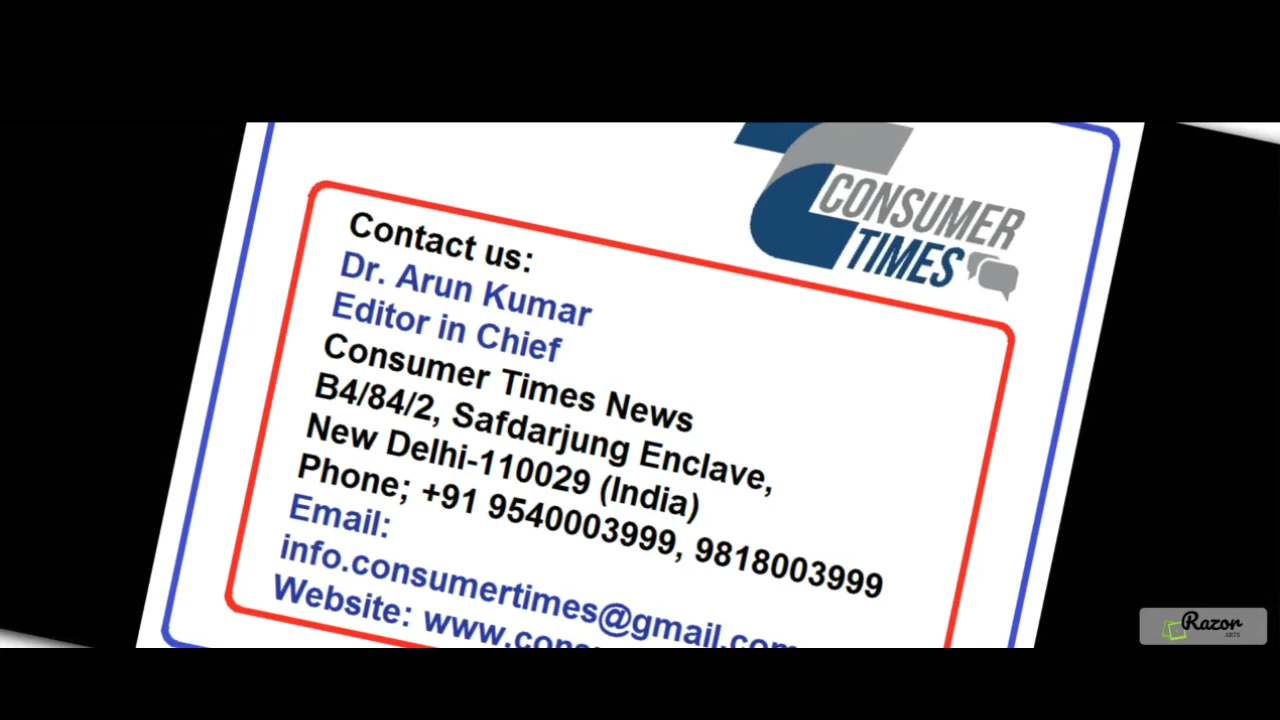 CONSUMER
TIMES
Contact us:
Dr. Arun Kumar
Editor in Chief
Consumer Times News
B4/84/2, Safdarjung Enclave,
New Delhi-110029 (India)
Phone; +91 9540003999, 9818003999
Email:
info.consumertimes@gmail.com
Website:
Razor
ARTS